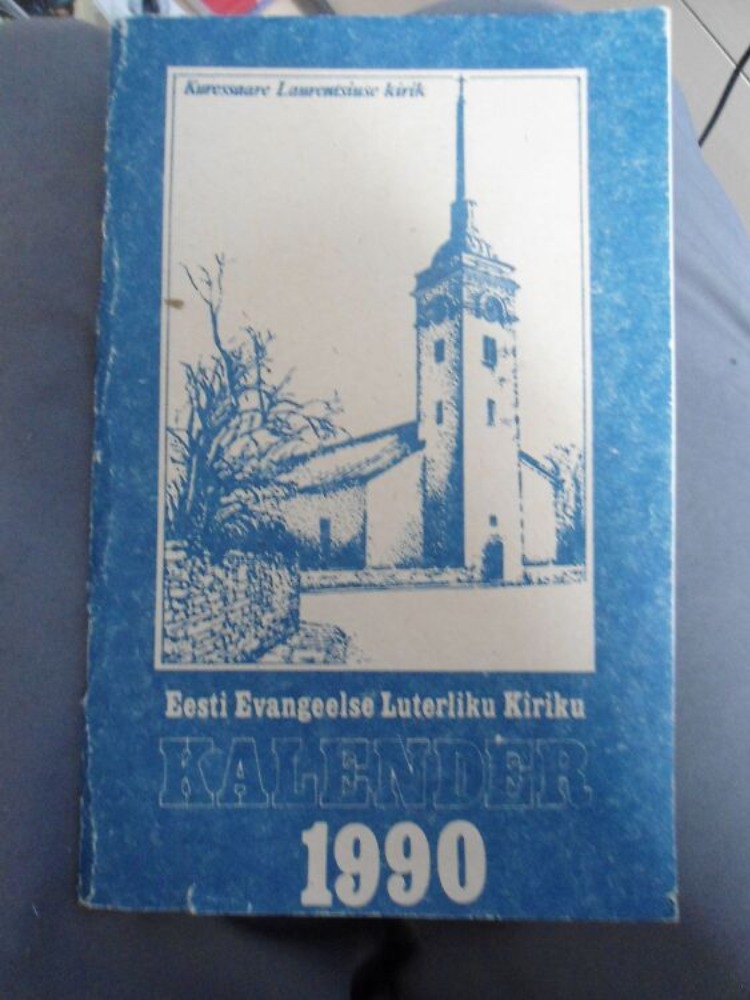 Kuressaare Laurentsiuse kirik
Eesti Evangeelse Luterliku Kiriku
KALENDER
1990